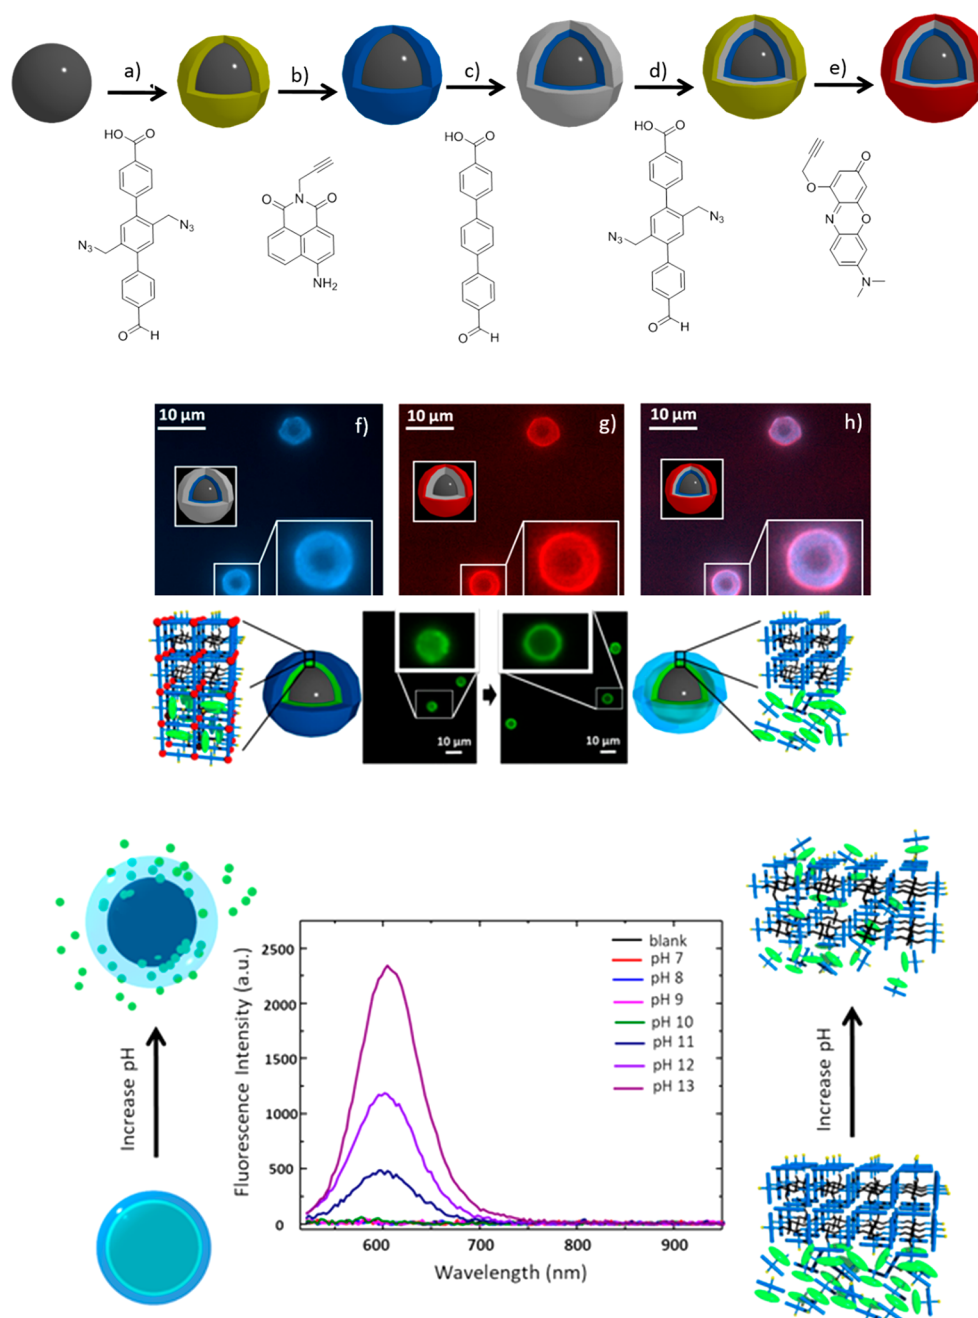 a)
b)
c)
d)
e)
HO O
N₃
N₃
O H
O N O
NH₂
HO O
O H
HO O
N₃
N₃
O H
O
O
N O
N
10 μm
f)
10 μm
g)
10 μm
h)
10 μm
10 μm
Increase pH
Fluorescence Intensity (a.u.)
2500
2000
1500
1000
500
0
600
700
800
900
Wavelength (nm)
blank
pH 7
pH 8
pH 9
pH 10
pH 11
pH 12
pH 13
Increase pH